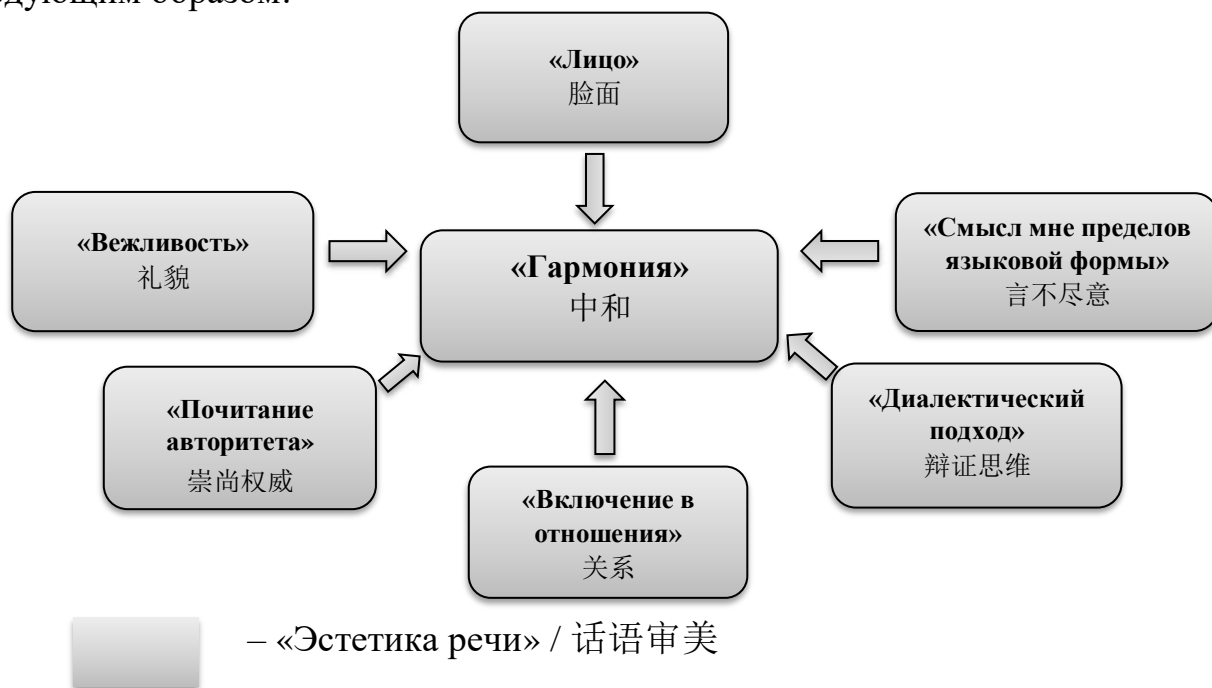 дующим образом:
«Лицо»
脸面
«Вежливость»
礼貌
«Гармония»
中和
«Смысл мне пределов
языковой формы»
言不尽意
«Почитание
авторитета»
崇尚权威
«Включение в
отношения»
关系
«Диалектический
подход»
辩证思维
– «Эстетика речи» / 话语审美